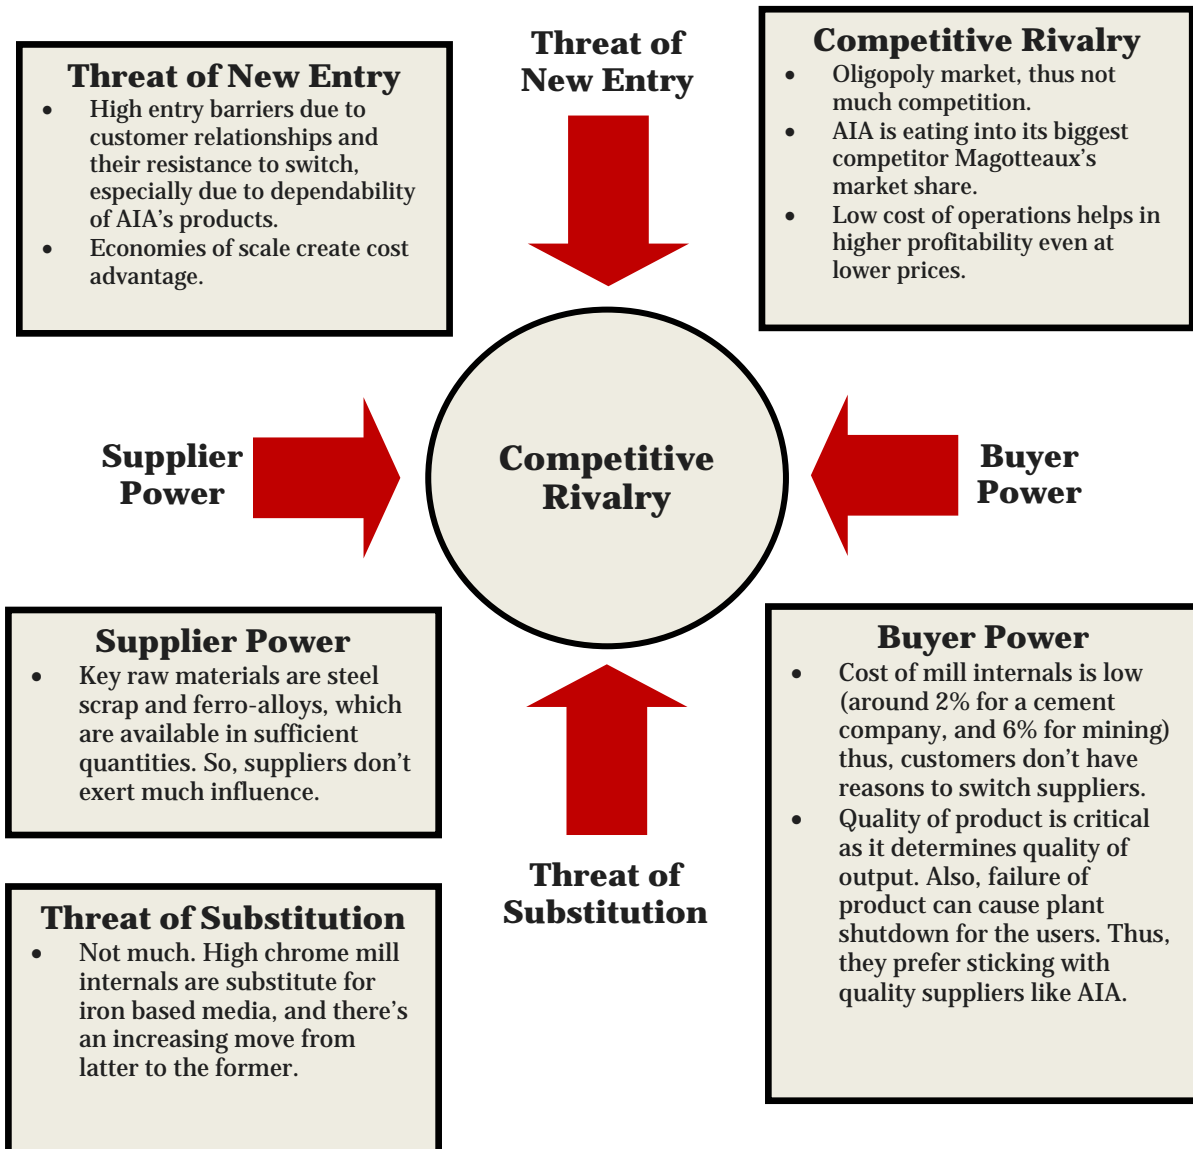 Threat of New Entry
• High entry barriers due to
customer relationships and
their resistance to switch,
especially due to dependability
of AIA’s products.
• Economies of scale create cost
advantage.
Threat of
New Entry
Competitive Rivalry
• Oligopoly market, thus not
much competition.
• AIA is eating into its biggest
competitor Magotteaux’s
market share.
• Low cost of operations helps in
higher profitability even at
lower prices.
Supplier
Power
Competitive
Rivalry
Buyer
Power
Supplier Power
• Key raw materials are steel
scrap and ferro-alloys, which
are available in sufficient
quantities. So, suppliers don’t
exert much influence.
Threat of
Substitution
Buyer Power
• Cost of mill internals is low
(around 2% for a cement
company, and 6% for mining)
thus, customers don’t have
reasons to switch suppliers.
• Quality of product is critical
as it determines quality of
output. Also, failure of
product can cause plant
shutdown for the users. Thus,
they prefer sticking with
quality suppliers like AIA.
Threat of Substitution
• Not much. High chrome mill
internals are substitute for
iron based media, and there’s
an increasing move from
latter to the former.